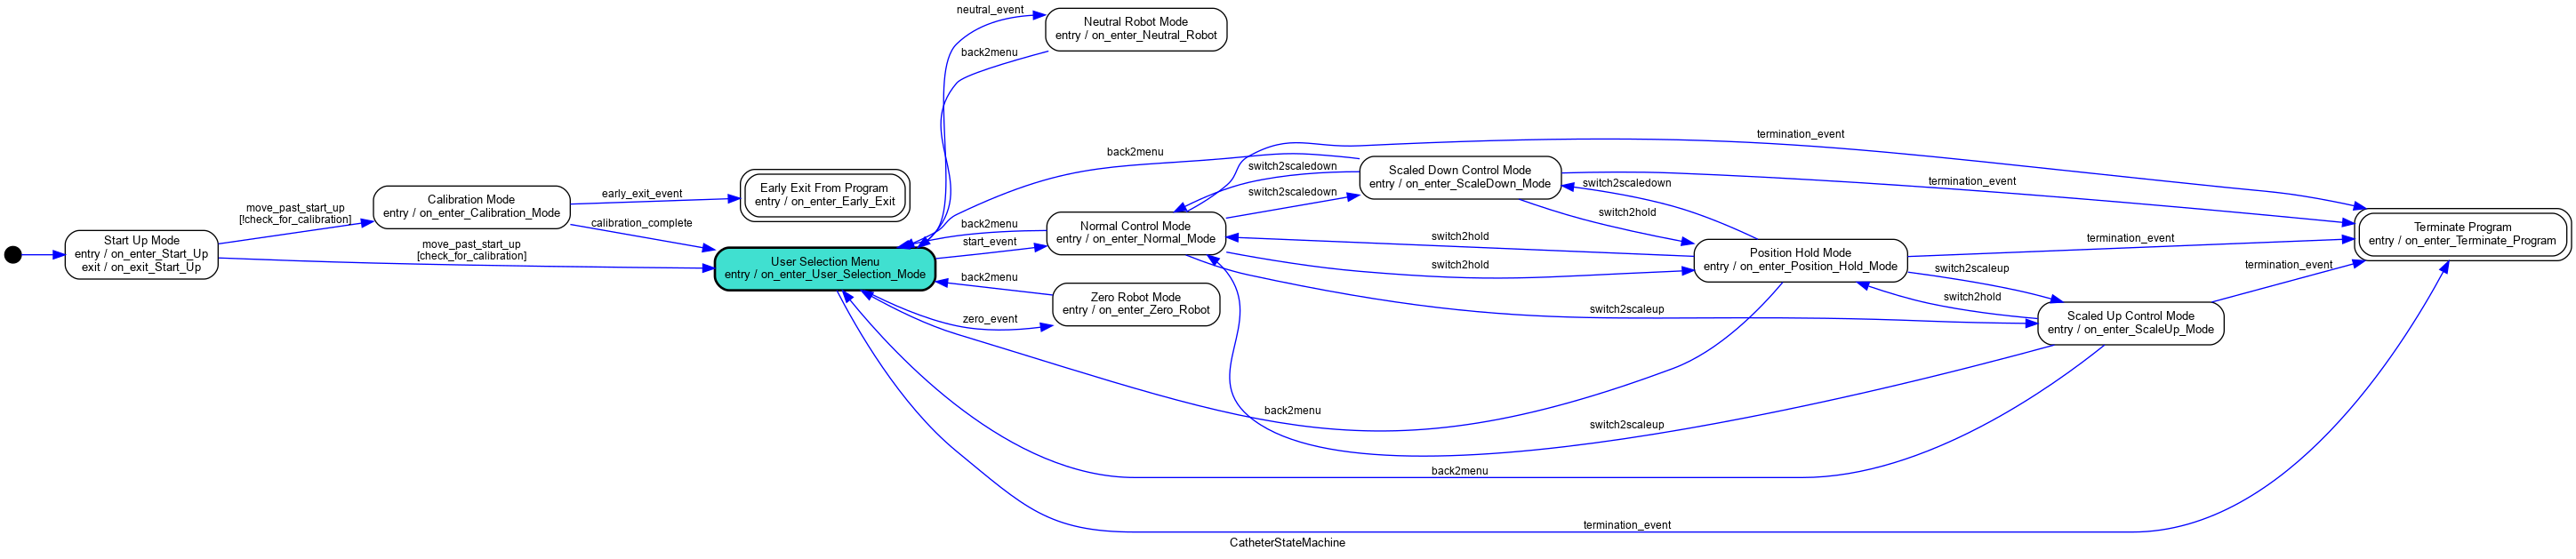 neutral_event
Neutral Robot Mode
entry / on_enter_Neutral_Robot
back2menu
termination_event
back2menu
switch2scaledown
Scaled Down Control Mode
entry / on_enter_ScaleDown_Mode
switch2scaledown
termination_event
Early Exit From Program
entry / on_enter_Early_Exit
early_exit_event
Calibration Mode
entry / on_enter_Calibration_Mode
switch2scaledown
move_past_start_up
[!check_for_calibration]
calibration_complete
switch2hold
back2menu
Normal Control Mode
entry / on_enter_Normal_Mode
Terminate Program
entry / on_enter_Terminate_Program
Start Up Mode
entry / on_enter_Start_Up
exit / on_exit_Start_Up
move_past_start_up
[check_for_calibration]
start_event
switch2hold
termination_event
Position Hold Mode
entry / on_enter_Position_Hold_Mode
User Selection Menu
entry / on_enter_User_Selection_Mode
switch2hold
switch2scaleup
termination_event
back2menu
Zero Robot Mode
entry / on_enter_Zero_Robot
switch2hold
zero_event
switch2scaleup
Scaled Up Control Mode
entry / on_enter_ScaleUp_Mode
back2menu
switch2scaleup
back2menu
termination_event
CatheterStateMachine